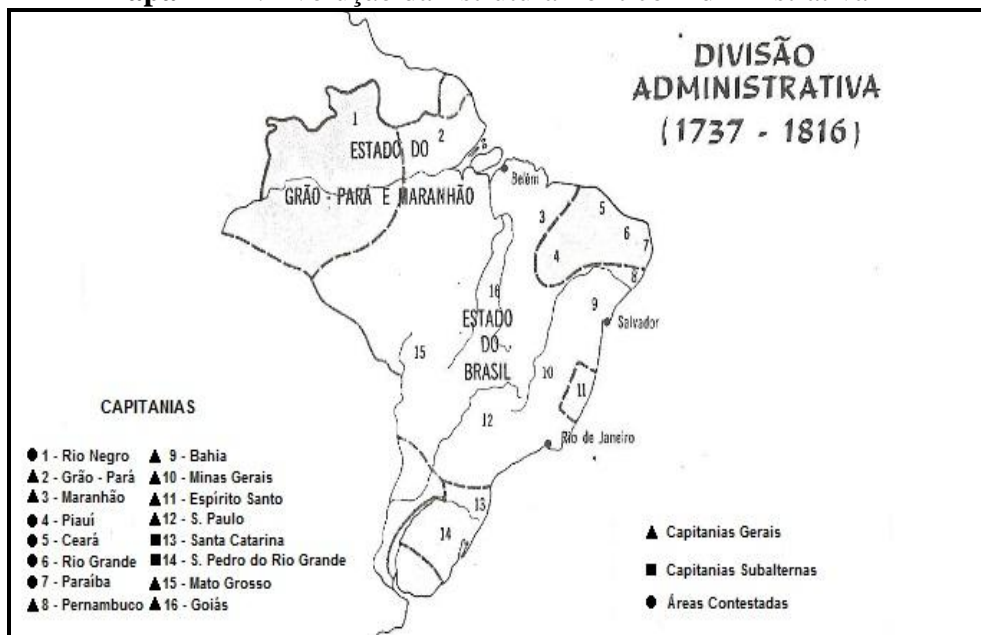 DIVISÃO
ADMINISTRATIVA
(1737 - 1816)
1
2
ESTADO DO
GRÃO - PARÁ E MARANHÃO
Belém
3
4
5
6
7
8
9
16
Salvador
ESTADO
DO
BRASIL
15
10
11
12
Rio de Janeiro
13
14
CAPITANIAS
1 - Rio Negro
2 - Grão - Pará
3 - Maranhão
4 - Piauí
5 - Ceará
6 - Rio Grande
7 - Paraíba
8 - Pernambuco
9 - Bahia
10 - Minas Gerais
11 - Espírito Santo
12 - S. Paulo
13 - Santa Catarina
14 - S. Pedro do Rio Grande
15 - Mato Grosso
16 - Goiás
Capitanias Gerais
Capitanias Subalternas
Áreas Contestadas